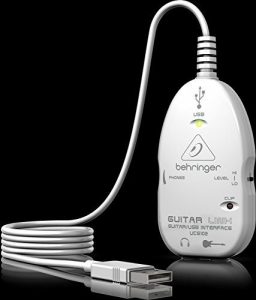 USB
behringer
PHONES
LEVEL
HI
LO
CLIP
GUITAR LINK
GUITAR/USB INTERFACE
UCG102